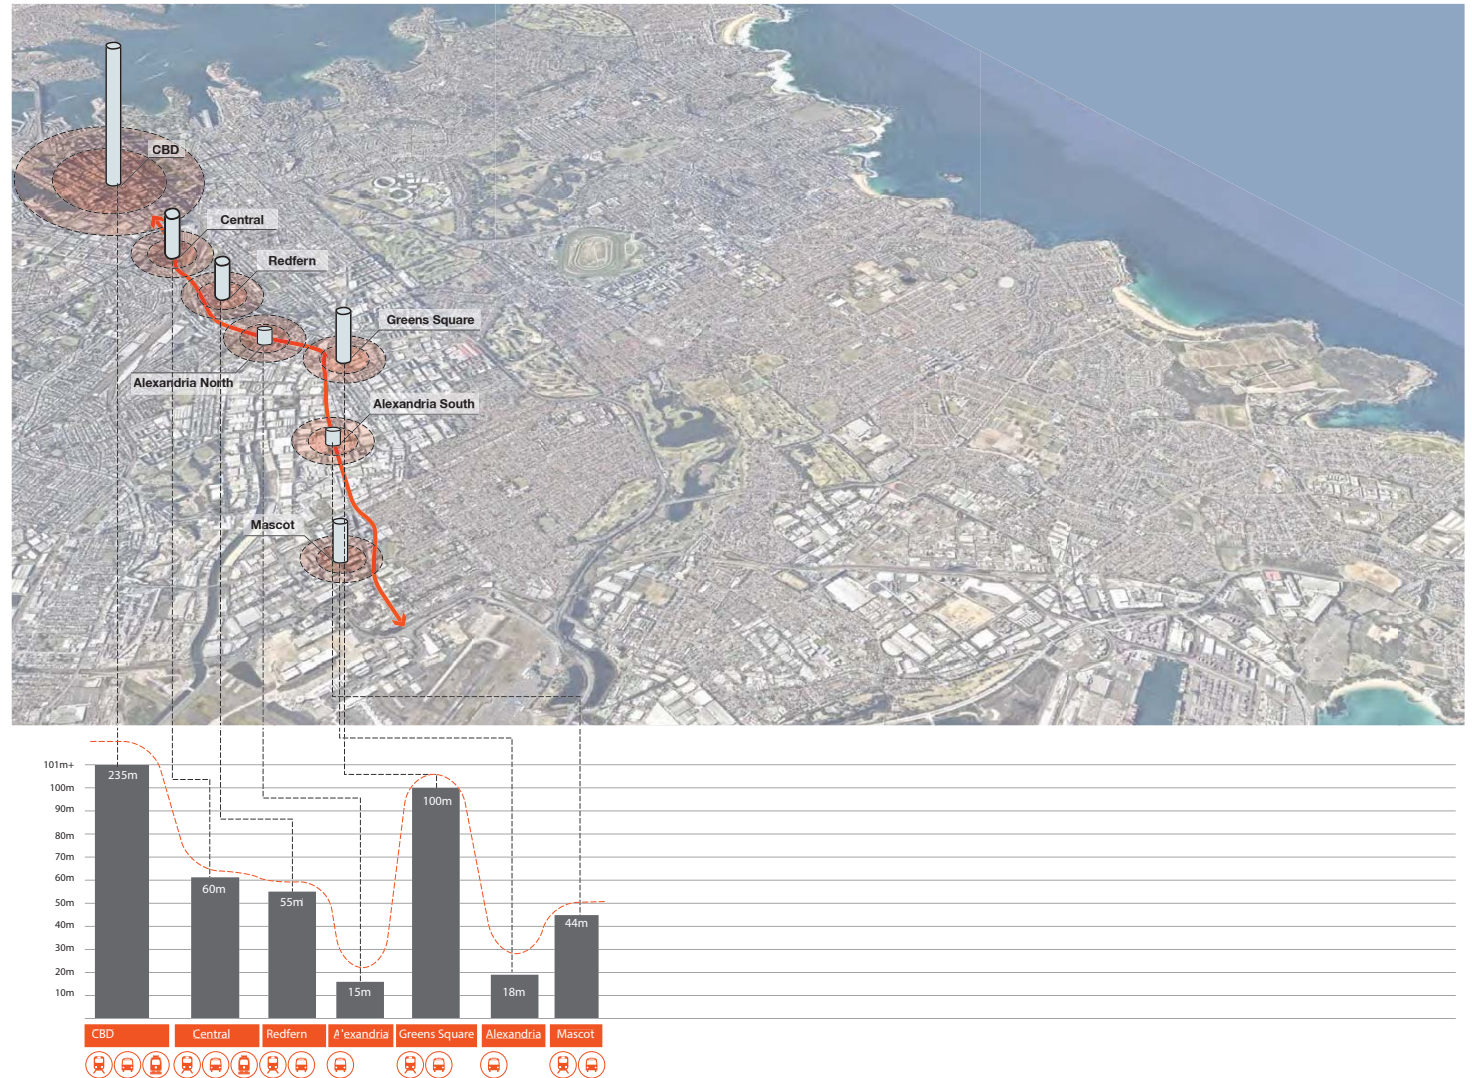 CBD
Central
Redfern
Greens Square
Alexandria North
Alexandria South
Mascot
101m+
100m
90m
80m
70m
60m
50m
40m
30m
20m
10m
235m
60m
55m
15m
100m
18m
44m
CBD
Central
Redfern
Alexandria
Greens Square
Alexandria
Mascot